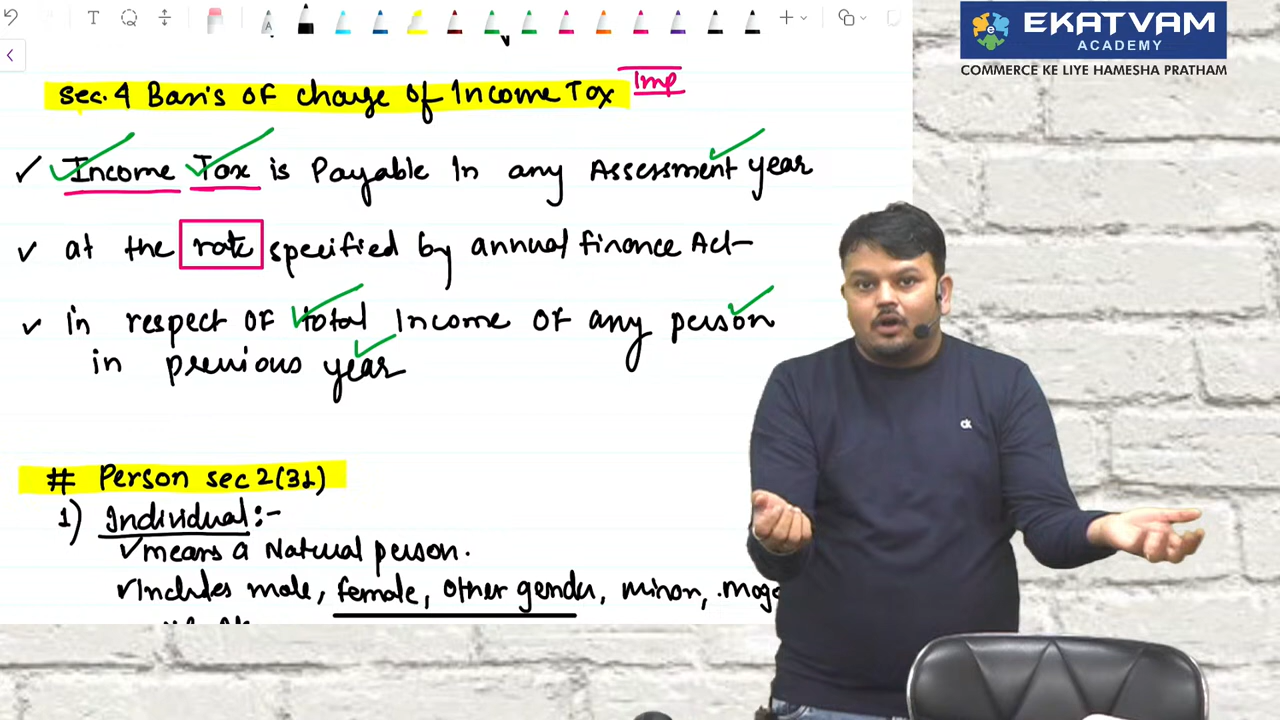 EKATVAM
ACADEMY
COMMERCE KE LIYE HAMESHA PRATHAM
Sec. 4 Basis of charge of Income Tax Imp
Income Tax is Payable In any Assessment year
at the rate specified by annual finance Act
in respect of total Income of any person
in previous year
# Person sec 2(31)
1) Individual:-
means a Natural person.
Includes male, female, other gender, minor,